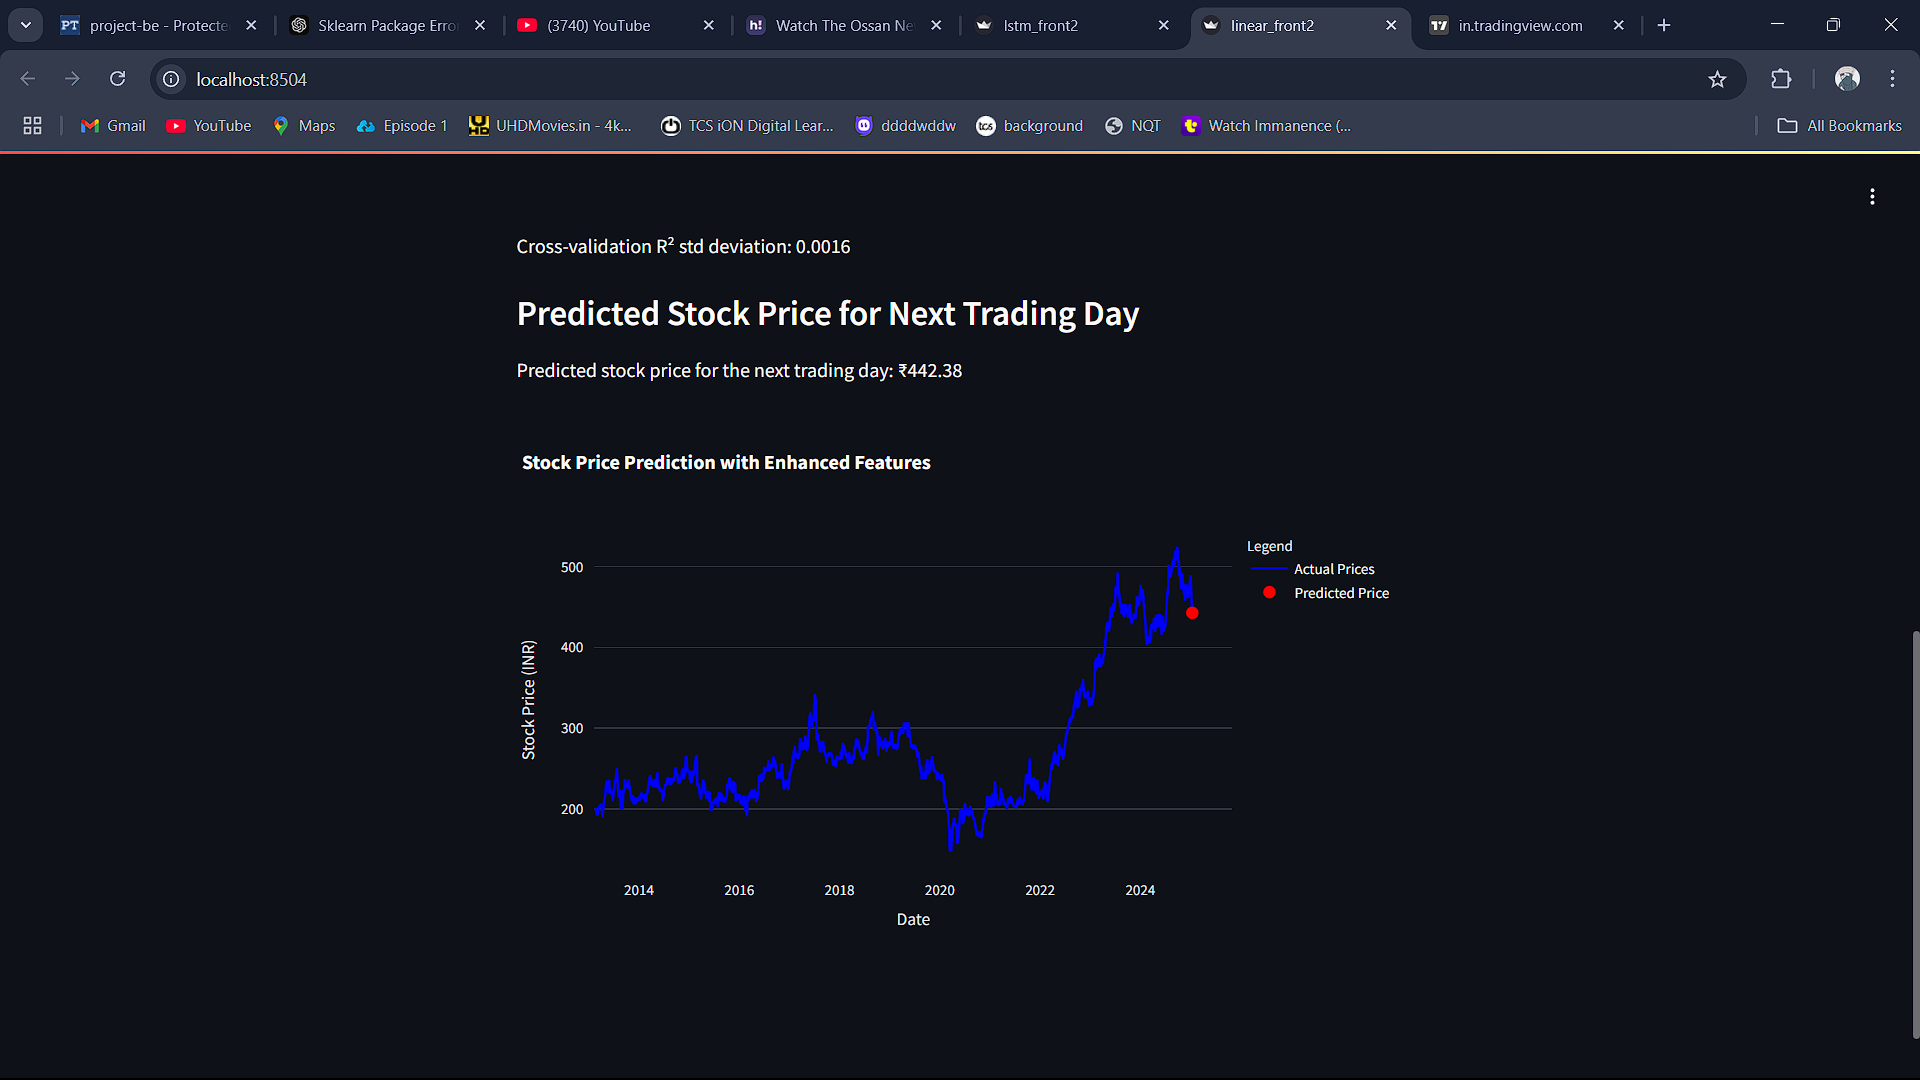 project-be - Protecte
Sklearn Package Erro
(3740) YouTube
Watch The Ossan Ne
lstm_front2
linear_front2
in.tradingview.com
localhost:8504
Gmail
YouTube
Maps
Episode 1
UHDMovies.in - 4k...
TCS iON Digital Lear...
ddddwddw
background
NQT
Watch Immanence (...
All Bookmarks
Cross-validation R² std deviation: 0.0016
Predicted Stock Price for Next Trading Day
Predicted stock price for the next trading day: ₹442.38
Stock Price Prediction with Enhanced Features
Legend
Actual Prices
Predicted Price
500
400
300
200
Stock Price (INR)
2014
2016
2018
2020
2022
2024
Date